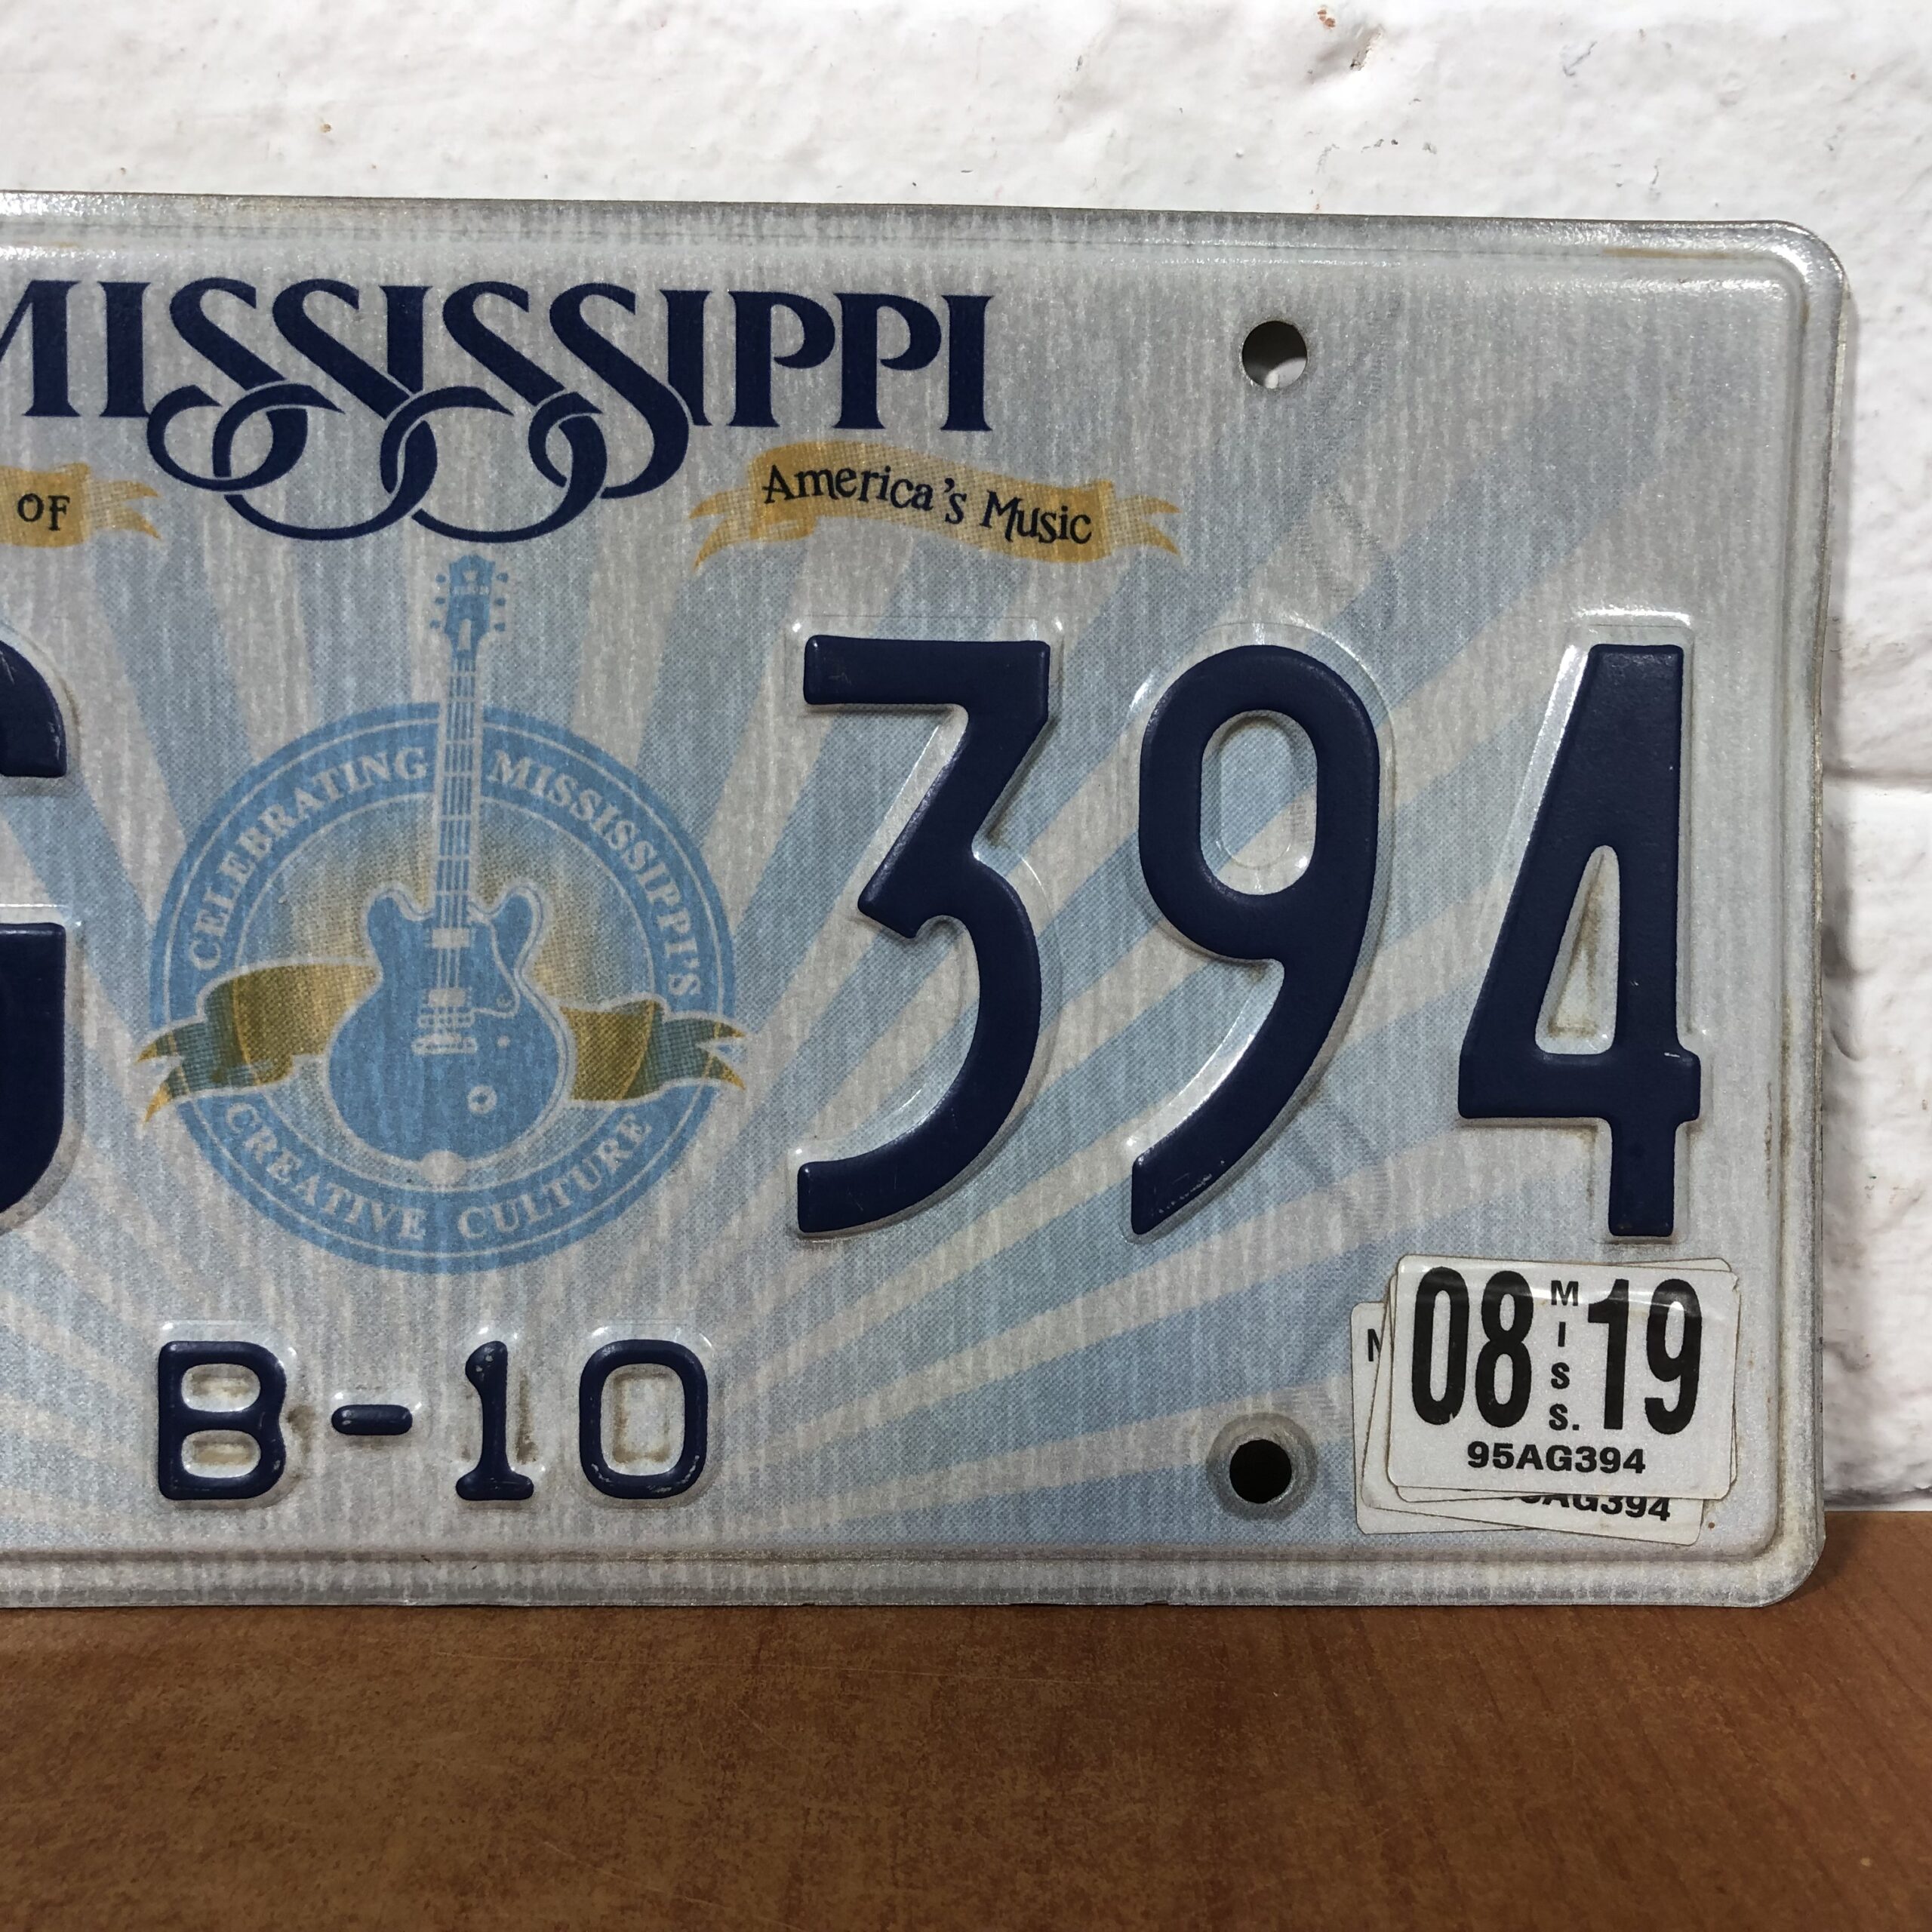 MISSISSIPPI
OF America's Music
G 394
CELEBRATING MISSISSIPPI'S
CREATIVE CULTURE
B-10
08 MISS. 19
95AG394
AG394